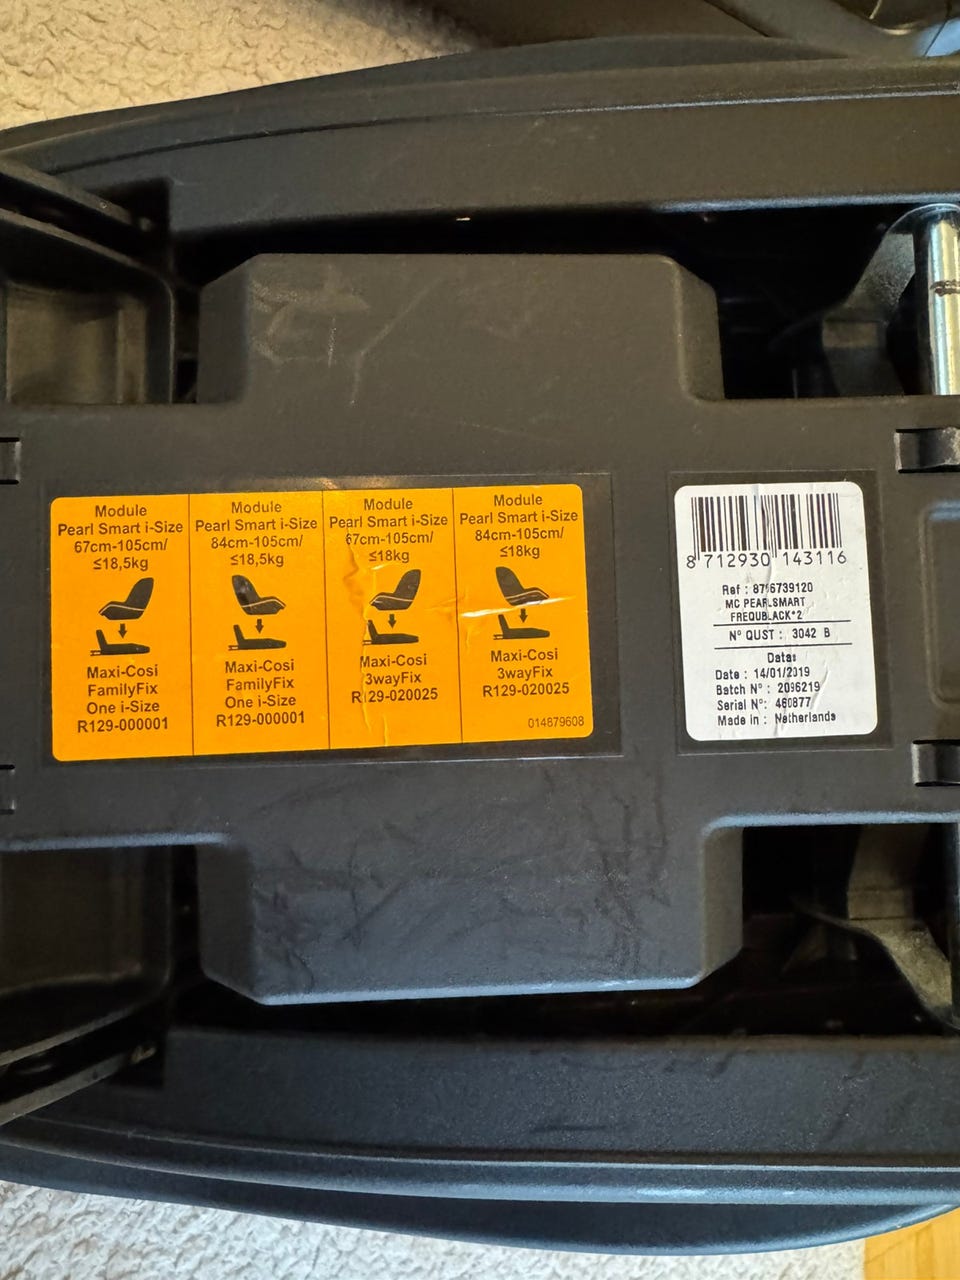 Module
Pearl Smart i-Size
67cm-105cm/
≤18,5kg
Maxi-Cosi
FamilyFix
One i-Size
R129-000001
Module
Pearl Smart i-Size
84cm-105cm/
≤18,5kg
Maxi-Cosi
FamilyFix
One i-Size
R129-000001
Module
Pearl Smart i-Size
67cm-105cm/
≤18kg
Maxi-Cosi
3wayFix
R129-020025
Module
Pearl Smart i-Size
84cm-105cm/
≤18kg
Maxi-Cosi
3wayFix
R129-020025
014879608
8 712930 143116
Ref : 8796739120
MC PEARLSMART
FREQUBLACK*2
N° QUST : 3042 B
Datas
Date : 14/01/2019
Batch N° : 2096219
Serial N°: 460877
Made in : Netherlands